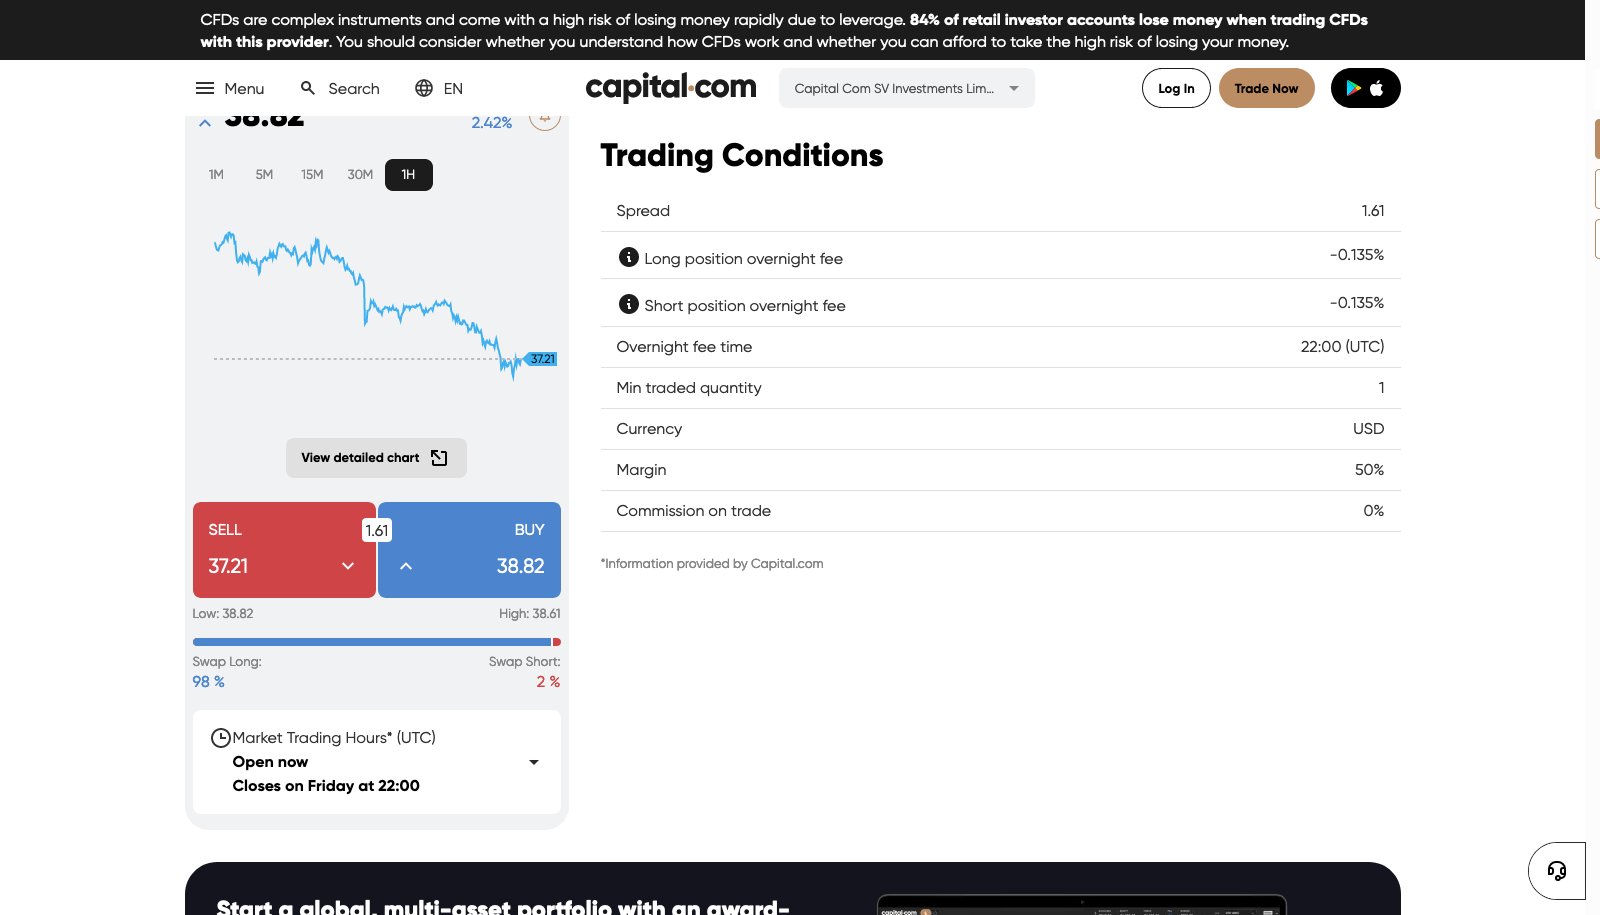 CFDs are complex instruments and come with a high risk of losing money rapidly due to leverage. 84% of retail investor accounts lose money when trading CFDs
with this provider. You should consider whether you understand how CFDs work and whether you can afford to take the high risk of losing your money.
Menu
Search
EN
capital.com
Capital Com SV Investments Lim...
Log In
Trade Now
38.82
2.42%
1M
5M
15M
30M
1H
37.21
View detailed chart
SELL
37.21
1.61
BUY
38.82
Low: 38.82
High: 38.61
Swap Long:
Swap Short:
98 %
2 %
Market Trading Hours* (UTC)
Open now
Closes on Friday at 22:00
Trading Conditions
Spread
1.61
Long position overnight fee
-0.135%
Short position overnight fee
-0.135%
Overnight fee time
22:00 (UTC)
Min traded quantity
1
Currency
USD
Margin
50%
Commission on trade
0%
*Information provided by Capital.com
Start a global, multi-asset portfolio with an award-
capital.com